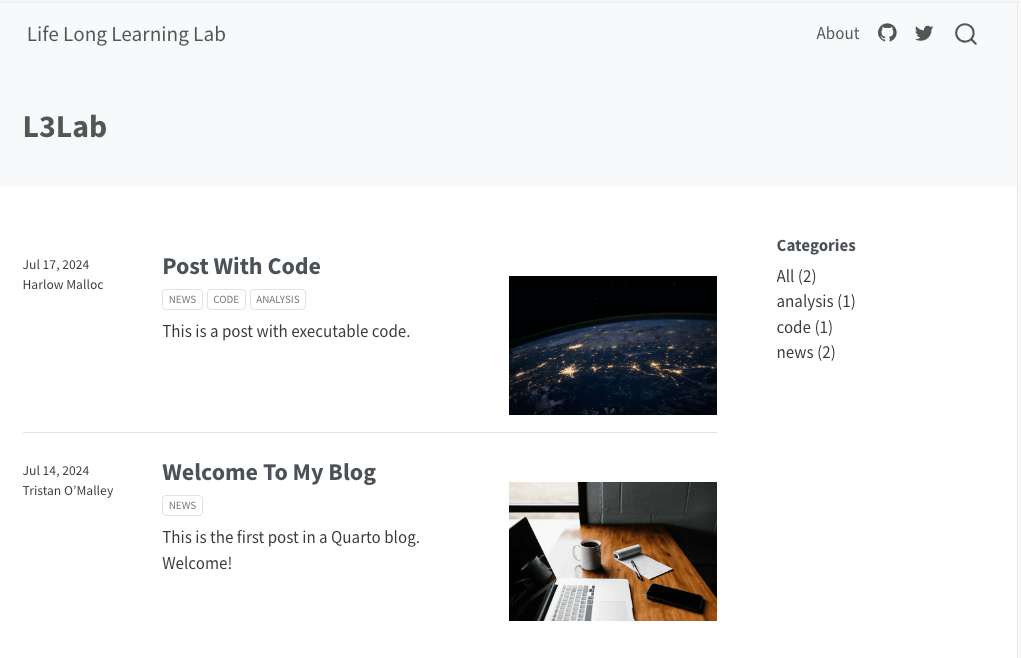 Life Long Learning Lab
About
L3Lab
Jul 17, 2024
Harlow Malloc
Post With Code
NEWS CODE ANALYSIS
This is a post with executable code.
Jul 14, 2024
Tristan O’Malley
Welcome To My Blog
NEWS
This is the first post in a Quarto blog.
Welcome!
Categories
All (2)
analysis (1)
code (1)
news (2)